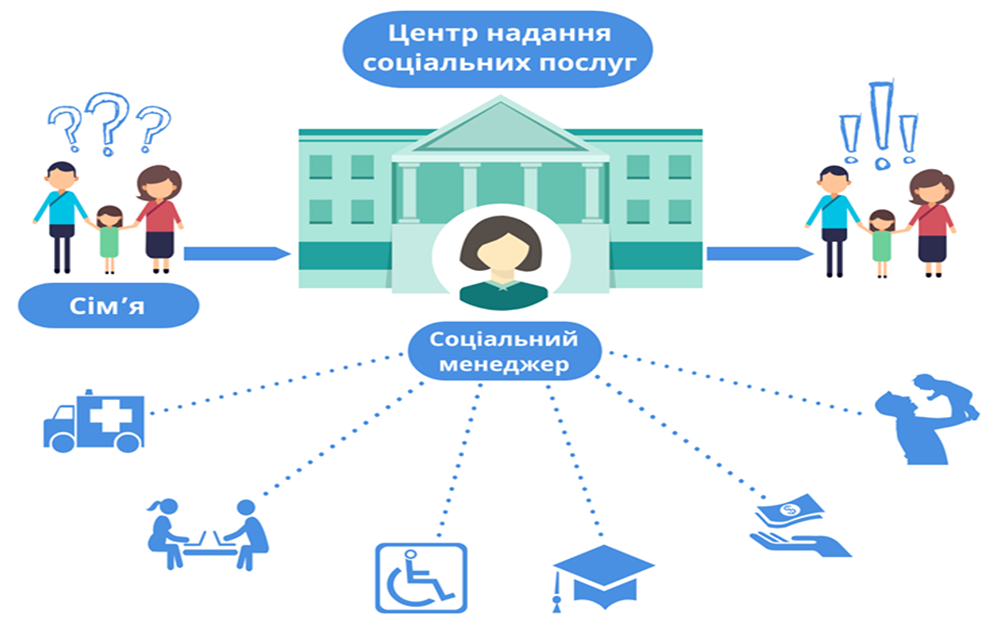 Центр надання
соціальних послуг
Сім’я
Соціальний
менеджер